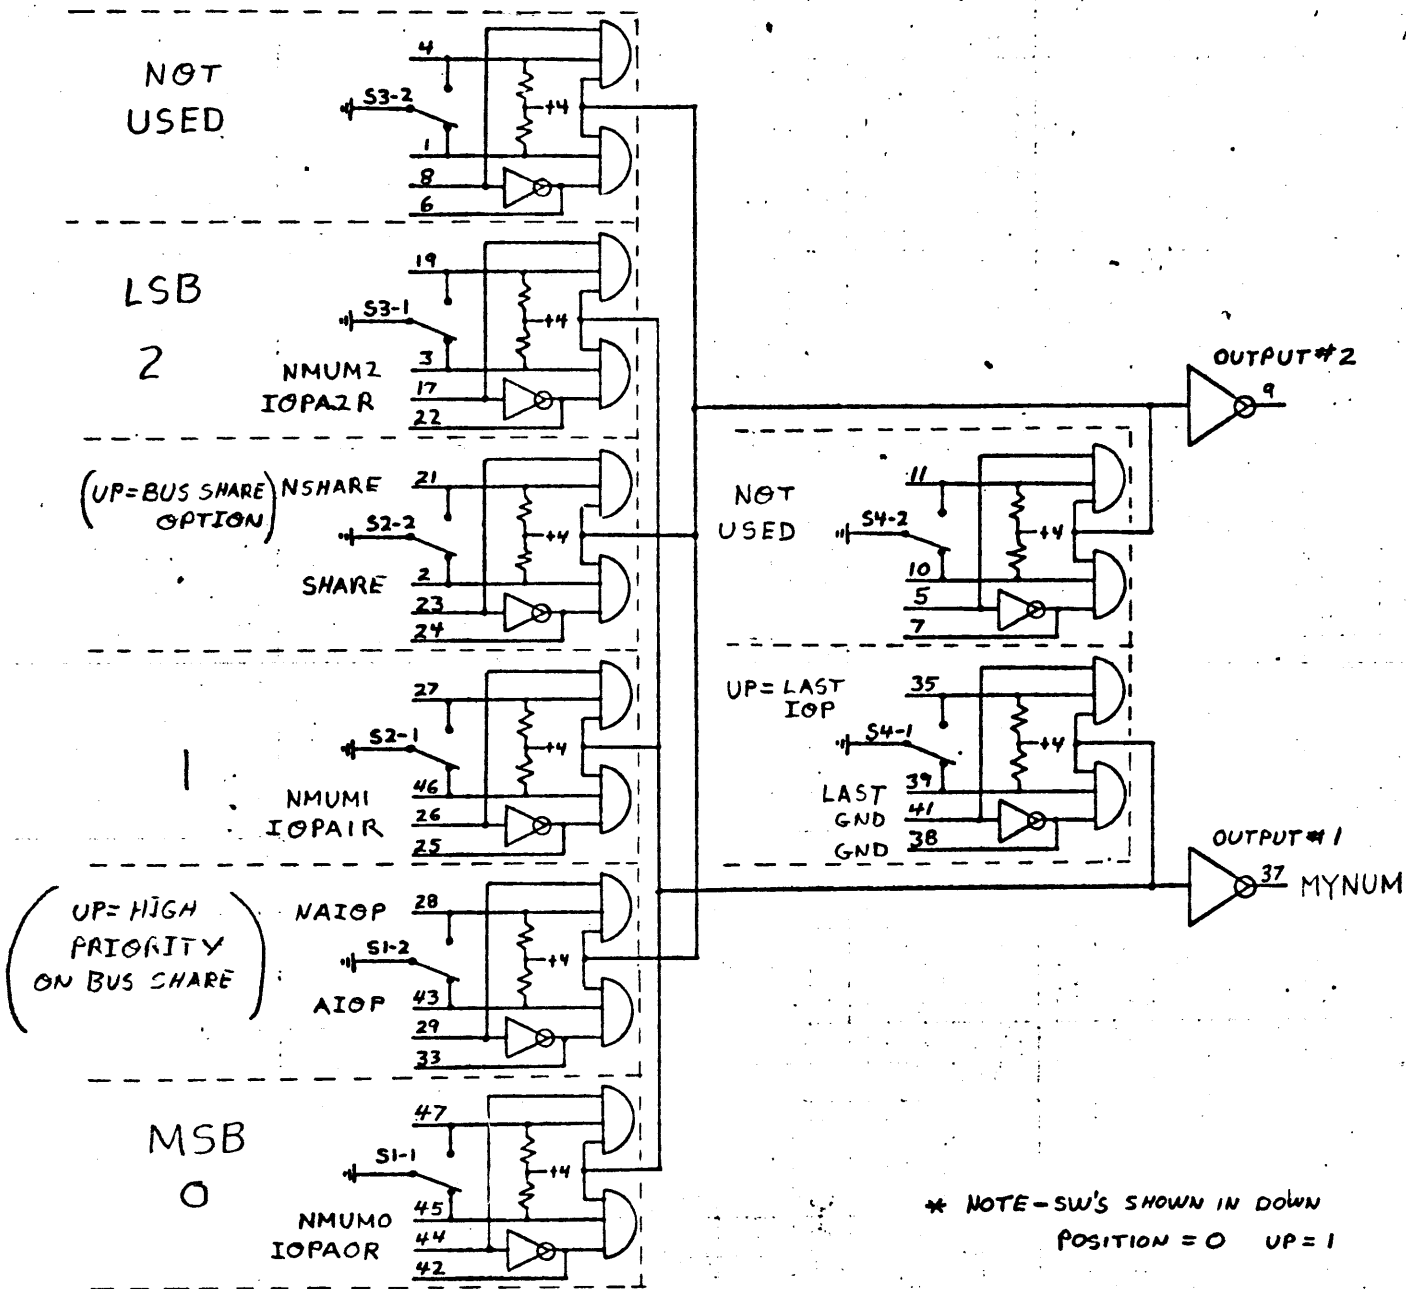 NOT
USED
4
S3-2
+4
1
8
6
LSB
2
19
S3-1
+4
NMUM2 3
IOPA2R 17
22
(UP=BUS SHARE
OPTION)
NSHARE 21
S2-2
+4
SHARE 2
23
24
1
27
S2-1
+4
46
NMUM1 26
IOPA1R
25
(UP=HIGH
PRIORITY
ON BUS SHARE)
NAIOP 28
S1-2
+4
AIOP 43
29
33
MSB
0
47
S1-1
+4
NMUM0 45
IOPA0R 44
42
OUTPUT#2
9
NOT
USED
11
S4-2
+4
10
5
7
UP=LAST
IOP
35
S4-1
+4
LAST 39
GND 41
GND 38
OUTPUT#1
37 MYNUM
* NOTE-SW'S SHOWN IN DOWN
POSITION = 0 UP = 1